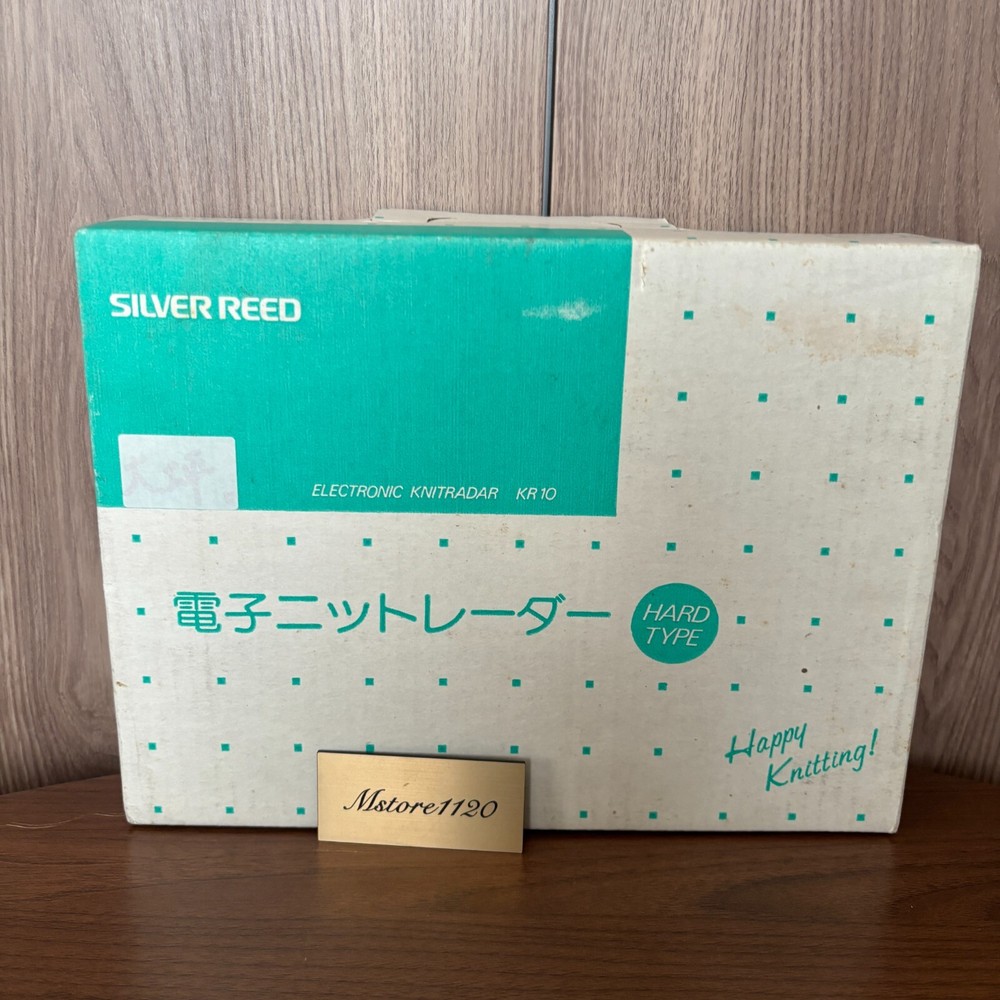 SILVER REED
ELECTRONIC KNITRADAR KR10
電子ニットレーダー
HARD
TYPE
Happy
Knitting!
Mstore1120